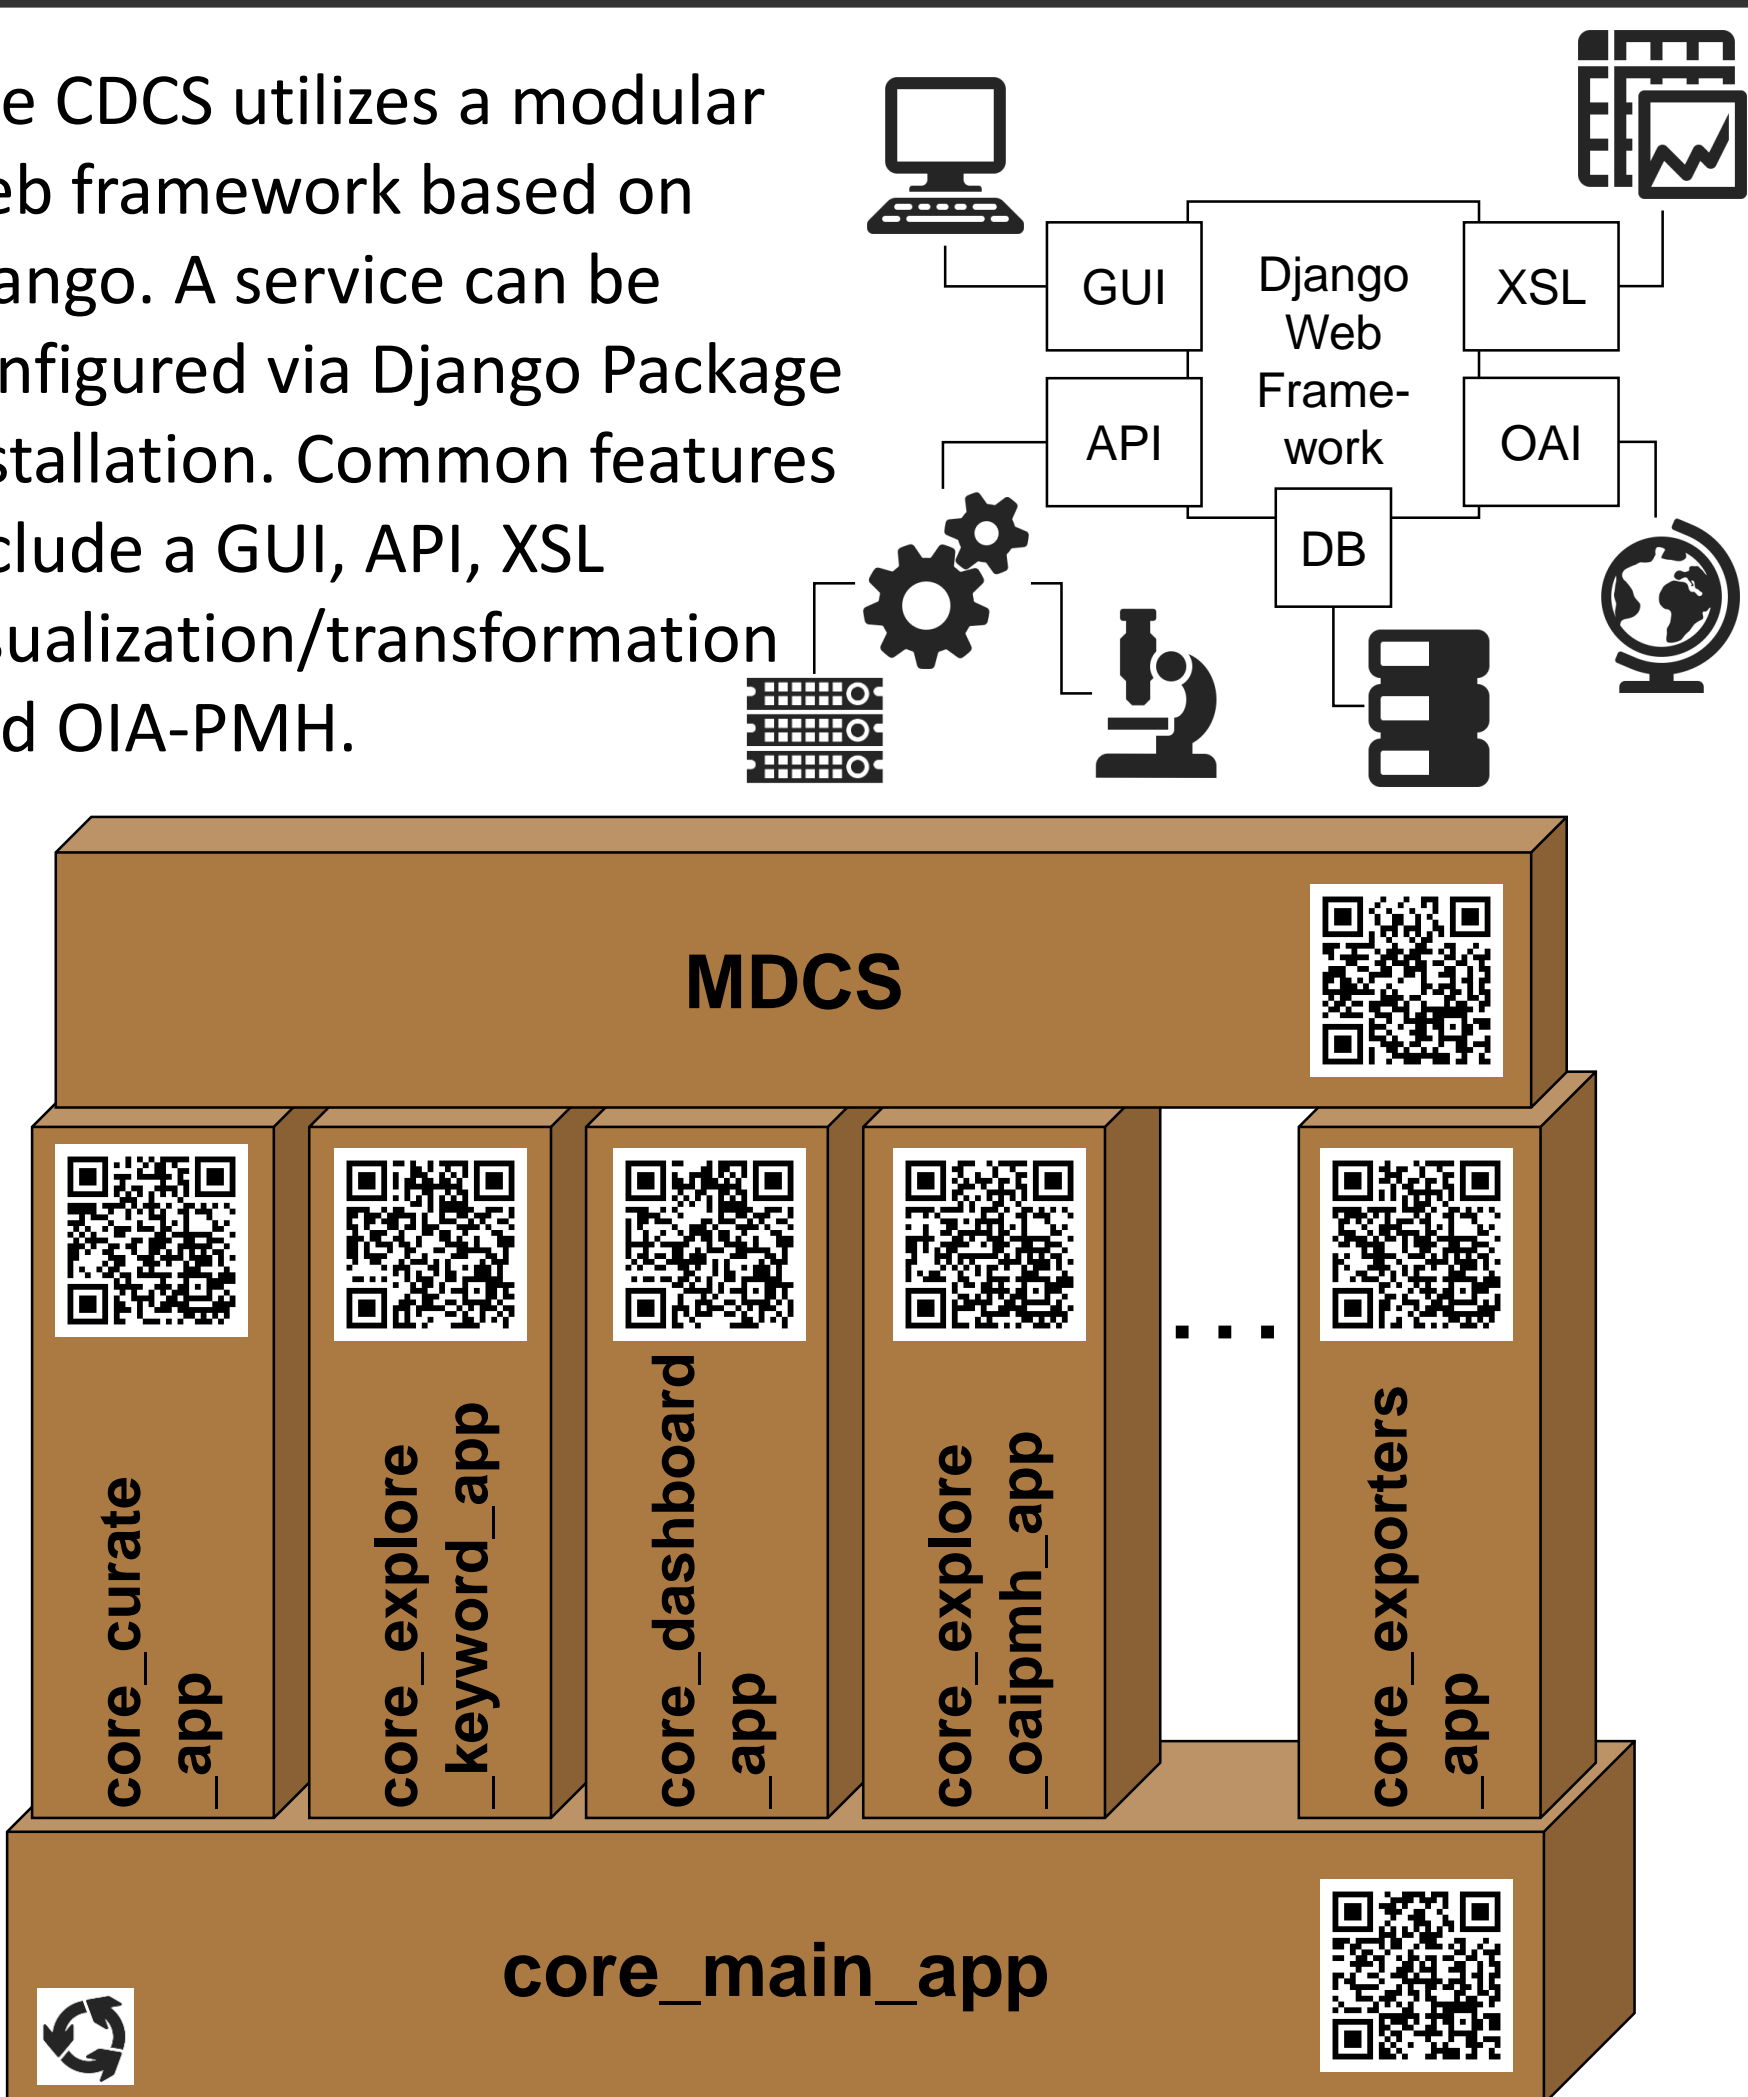 e CDCS utilizes a modular
eb framework based on
ango. A service can be
nfigured via Django Package
stallation. Common features
clude a GUI, API, XSL
sualization/transformation
d OIA-PMH.
GUI
Django
Web
Frame-
work
XSL
API
OAI
DB
MDCS
core_curate
_app
core_explore
_keyword_app
core_dashboard
_app
core_explore
_oaipmh_app
...
core_exporters
_app
core_main_app